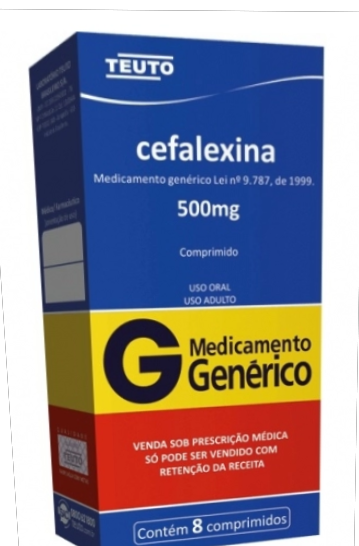 TEUTO
cefalexina
Medicamento genérico Lei nº 9.787, de 1999.
500mg
Comprimido
USO ORAL
USO ADULTO
G Medicamento
Genérico
VENDA SOB PRESCRIÇÃO MÉDICA
SÓ PODE SER VENDIDO COM
RETENÇÃO DA RECEITA
Contém 8 comprimidos